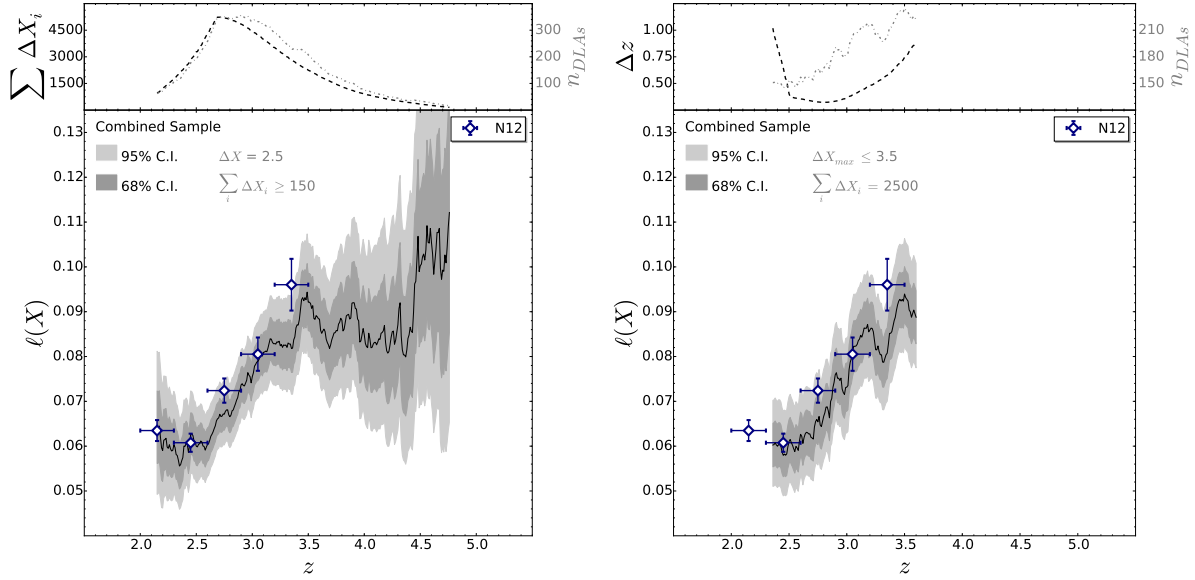 ∑ ΔX_i
4500
3000
1500
300
200
100
n_DLAs
Combined Sample
95% C.I.
68% C.I.
ΔX = 2.5
∑_i ΔX_i ≥ 150
N12
ℓ(X)
0.13
0.12
0.11
0.10
0.09
0.08
0.07
0.06
0.05
2.0 2.5 3.0 3.5 4.0 4.5 5.0
z
Δz
1.00
0.75
0.50
210
180
150
n_DLAs
Combined Sample
95% C.I.
68% C.I.
ΔX_max ≤ 3.5
∑_i ΔX_i = 2500
N12
ℓ(X)
0.13
0.12
0.11
0.10
0.09
0.08
0.07
0.06
0.05
2.0 2.5 3.0 3.5 4.0 4.5 5.0
z